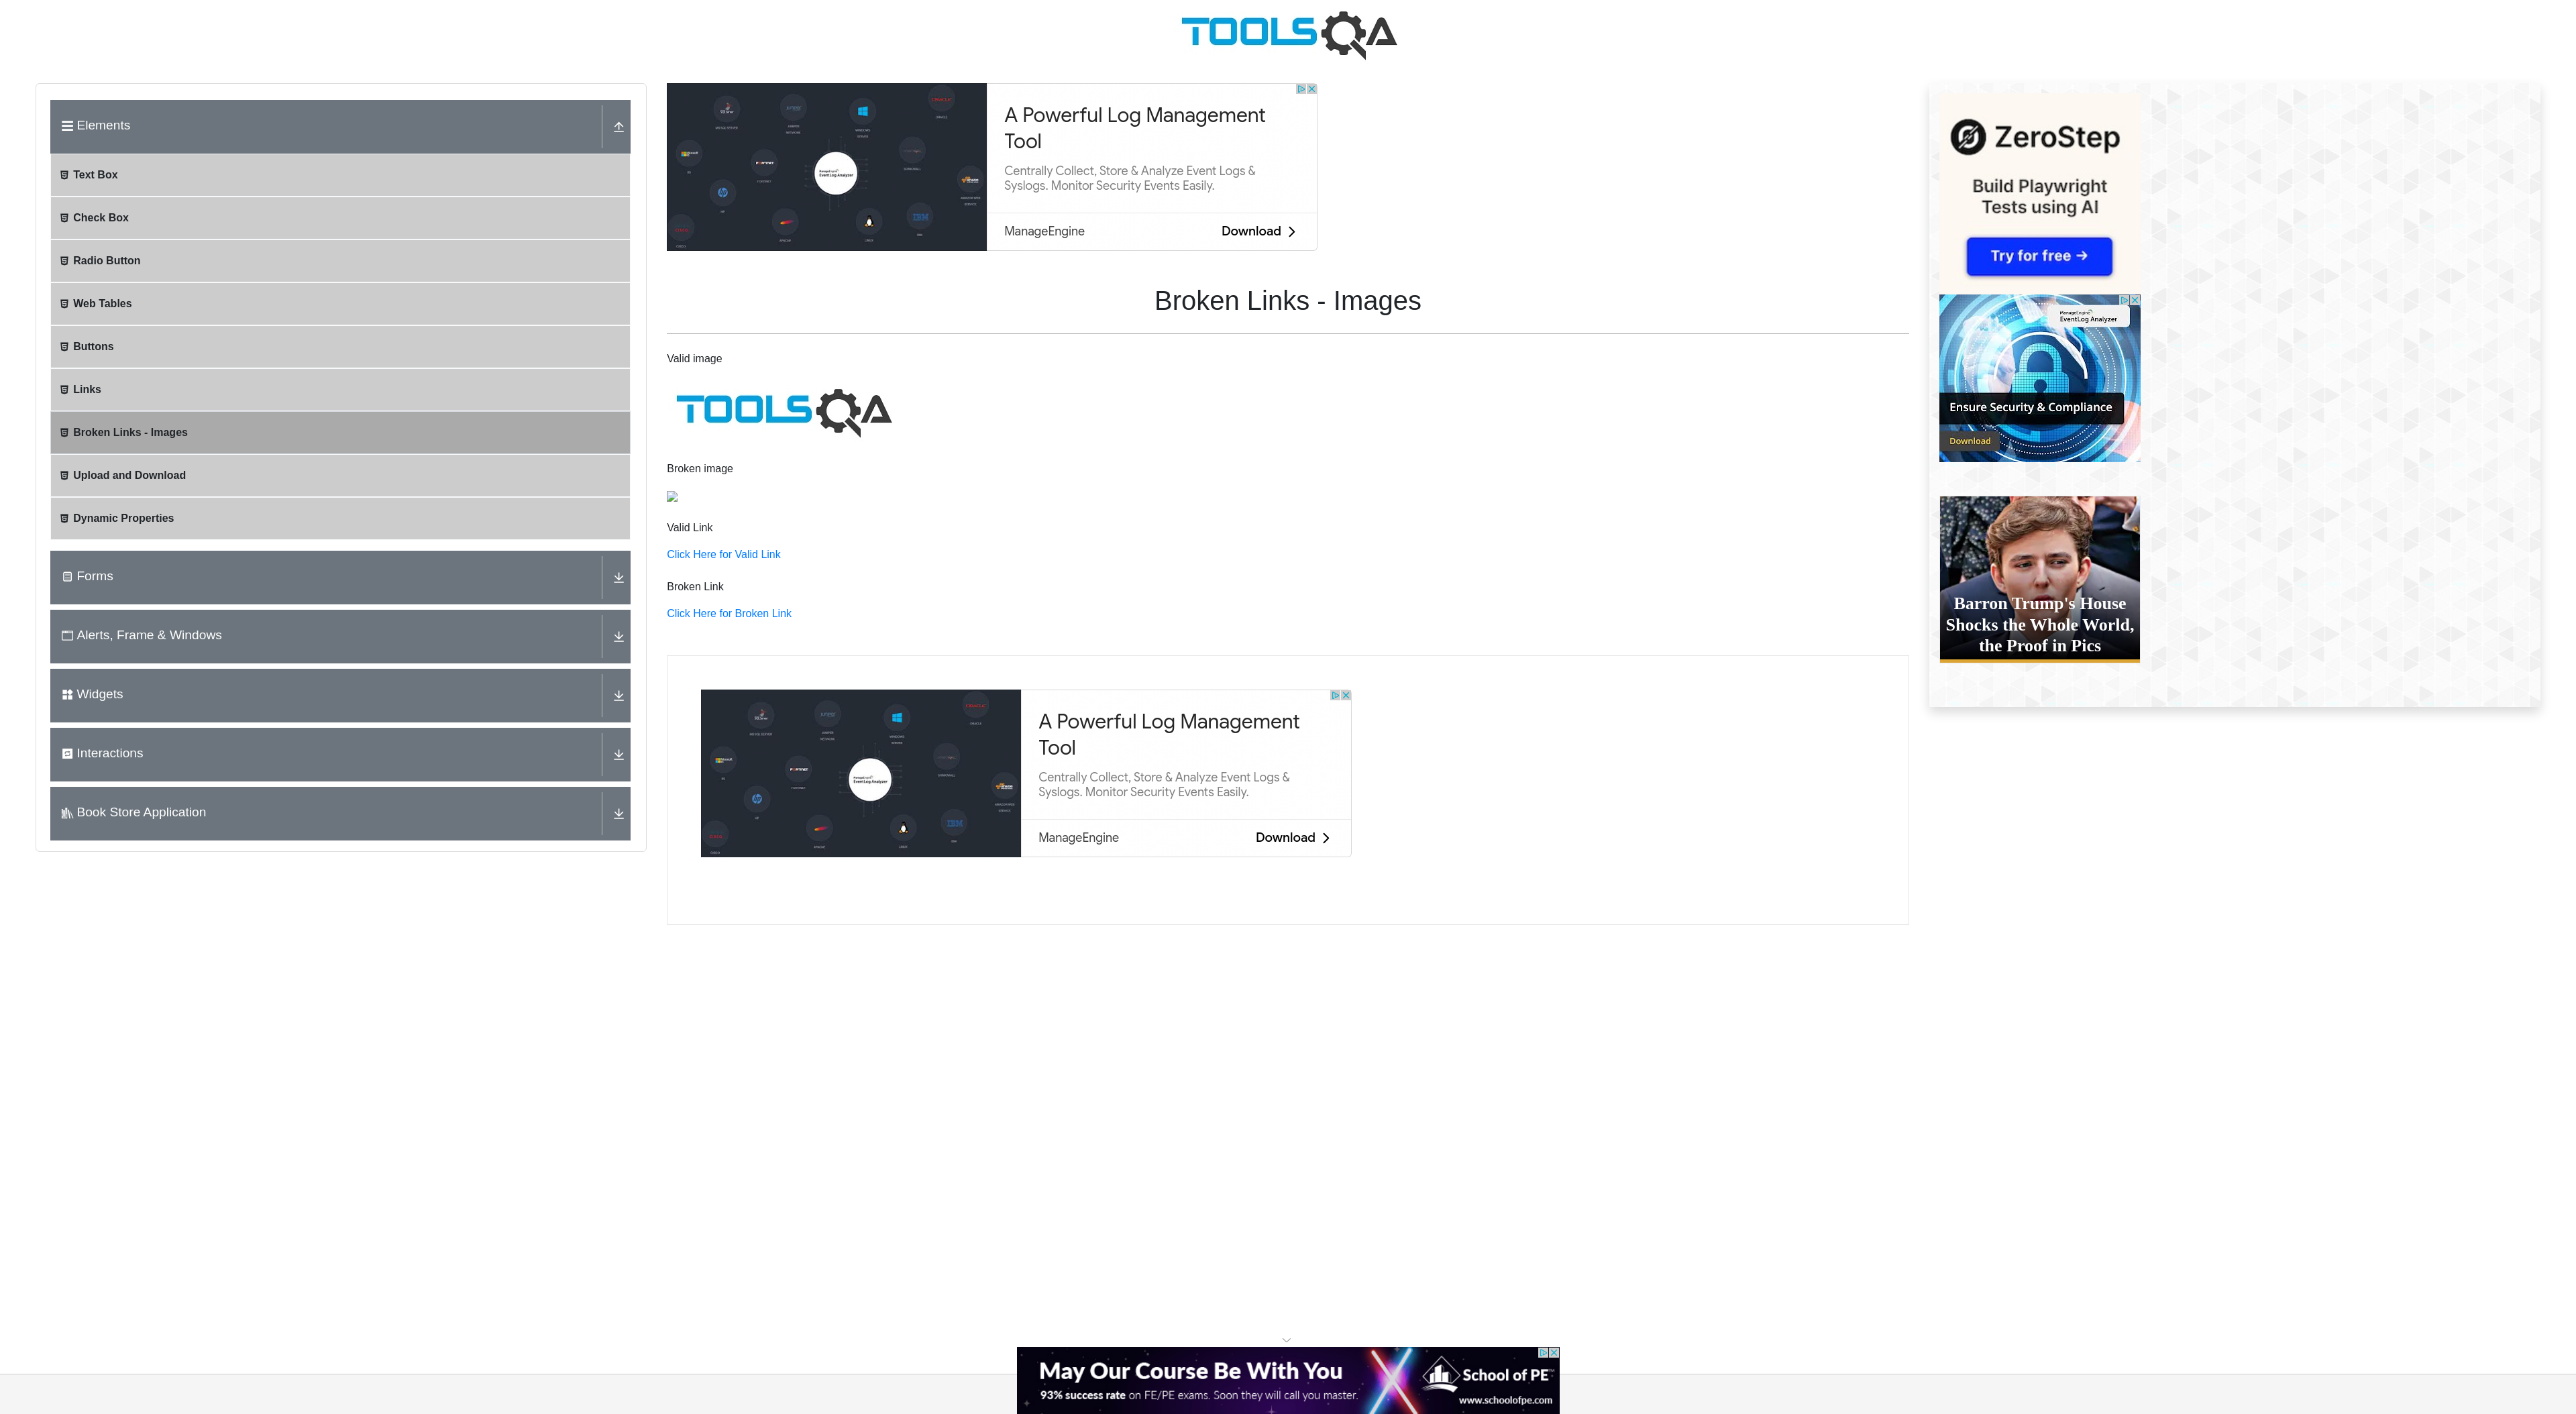 TOOLSQA
Elements
Text Box
Check Box
Radio Button
Web Tables
Buttons
Links
Broken Links - Images
Upload and Download
Dynamic Properties
Forms
Alerts, Frame & Windows
Widgets
Interactions
Book Store Application
A Powerful Log Management
Tool
Centrally Collect, Store & Analyze Event Logs &
Syslogs. Monitor Security Events Easily.
ManageEngine
Download
EventLog Analyzer
IBM
Broken Links - Images
Valid image
TOOLSQA
Broken image
Valid Link
Click Here for Valid Link
Broken Link
Click Here for Broken Link
A Powerful Log Management
Tool
Centrally Collect, Store & Analyze Event Logs &
Syslogs. Monitor Security Events Easily.
ManageEngine
Download
EventLog Analyzer
IBM
ZeroStep
Build Playwright
Tests using AI
Try for free →
ManageEngine
EventLog Analyzer
Ensure Security & Compliance
Download
Barron Trump's House
Shocks the Whole World,
the Proof in Pics
May Our Course Be With You
93% success rate on FE/PE exams. Soon they will call you master.
School of PE
www.schoolofpe.com